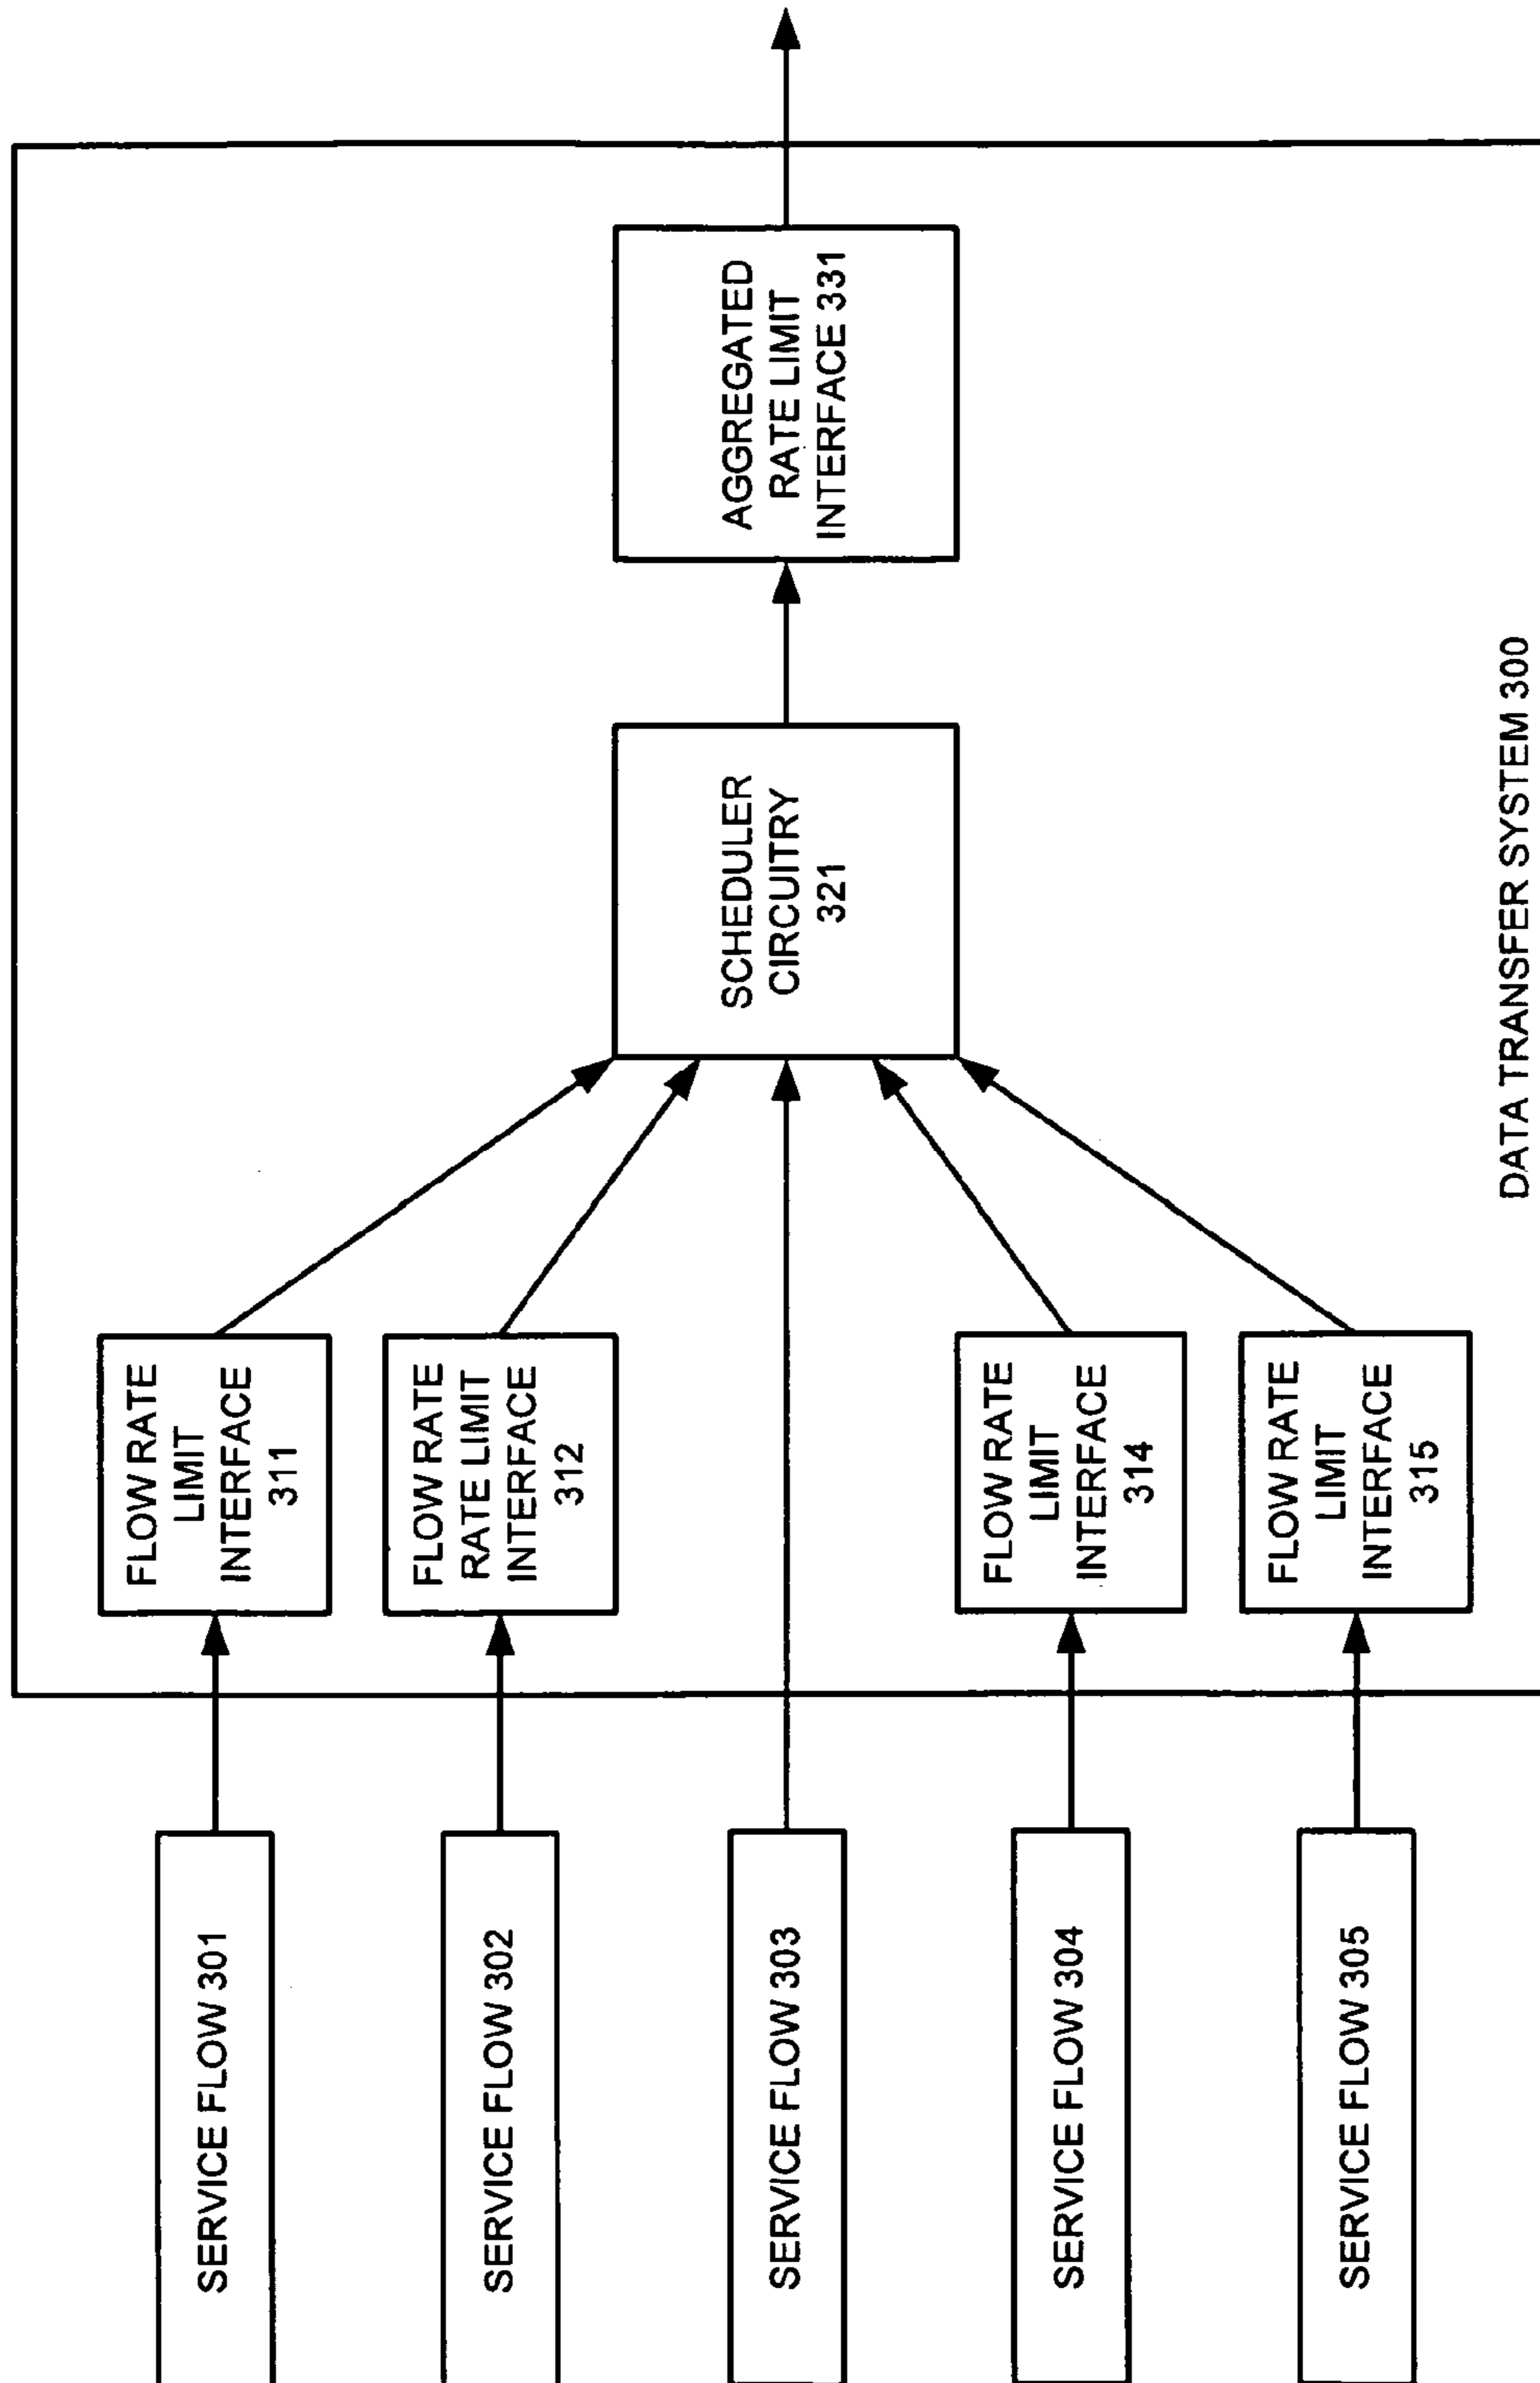 SERVICE FLOW 301
SERVICE FLOW 302
SERVICE FLOW 303
SERVICE FLOW 304
SERVICE FLOW 305
FLOW RATE
LIMIT
INTERFACE
311
FLOW RATE
RATE LIMIT
INTERFACE
312
FLOW RATE
LIMIT
INTERFACE
314
FLOW RATE
LIMIT
INTERFACE
315
SCHEDULER
CIRCUITRY
321
AGGREGATED
RATE LIMIT
INTERFACE 331
DATA TRANSFER SYSTEM 300